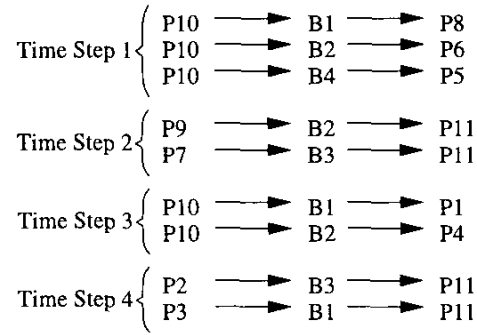 P10 B1 P8
Time Step 1 P10 B2 P6
P10 B4 P5
P9 B2 P11
Time Step 2
P7 B3 P11
P10 B1 P1
Time Step 3
P10 B2 P4
P2 B3 P11
Time Step 4
P3 B1 P11